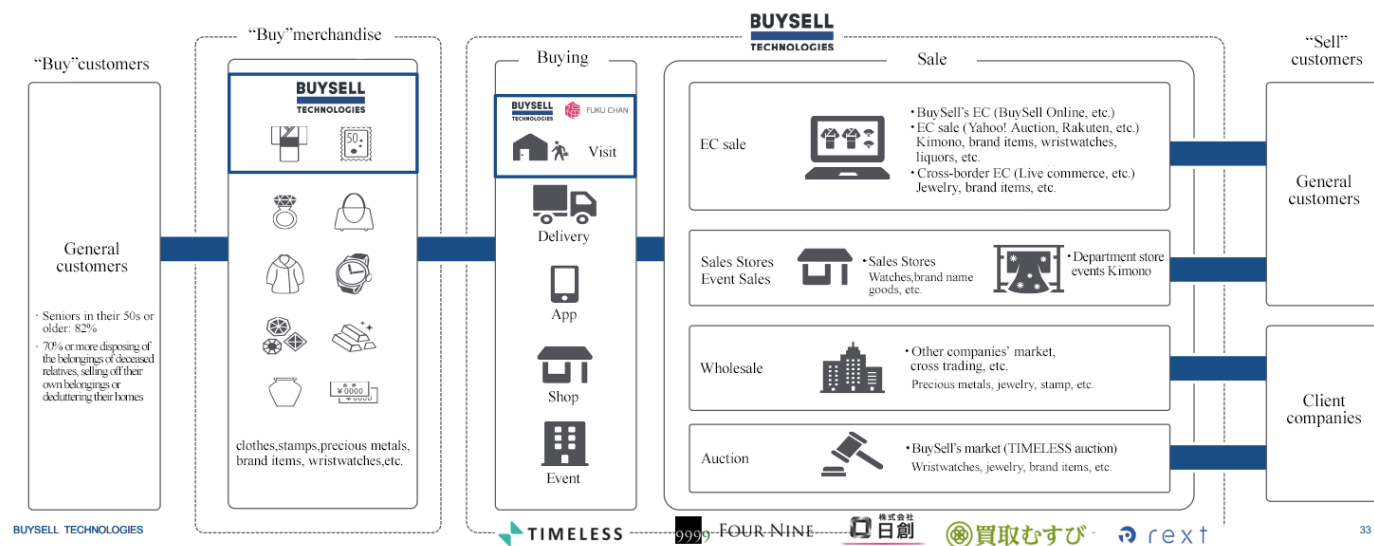 BUYSELL
TECHNOLOGIES
“Buy”customers
General
customers
· Seniors in their 50s or
older: 82%
· 70% or more disposing of
the belongings of deceased
relatives, selling off their
own belongings or
decluttering their homes
“Buy”merchandise
BUYSELL
TECHNOLOGIES
50
¥0000
¥0000
clothes,stamps,precious metals,
brand items, wristwatches,etc.
Buying
BUYSELL
TECHNOLOGIES
FUKU CHAN
Visit
Delivery
App
Shop
Event
Sale
EC sale
・BuySell’s EC (BuySell Online, etc.)
・EC sale (Yahoo! Auction, Rakuten, etc.)
Kimono, brand items, wristwatches,
liquors, etc.
・Cross-border EC (Live commerce, etc.)
Jewelry, brand items, etc.
Sales Stores
Event Sales
・Sales Stores
Watches,brand name
goods, etc.
・Department store
events Kimono
Wholesale
・Other companies’ market,
cross trading, etc.
Precious metals, jewelry, stamp, etc.
Auction
・BuySell’s market (TIMELESS auction)
Wristwatches, jewelry, brand items, etc.
“Sell”
customers
General
customers
Client
companies
BUYSELL TECHNOLOGIES
TIMELESS
9999 FOUR NINE
株式会社
日創
買取むすび
rext
33